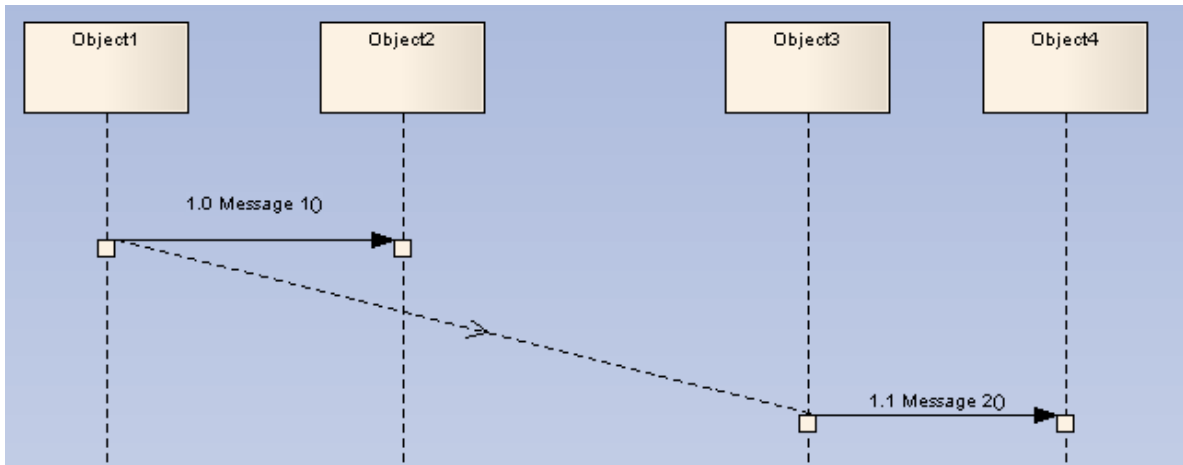 Object1
Object2
Object3
Object4
1.0 Message 1()
1.1 Message 2()